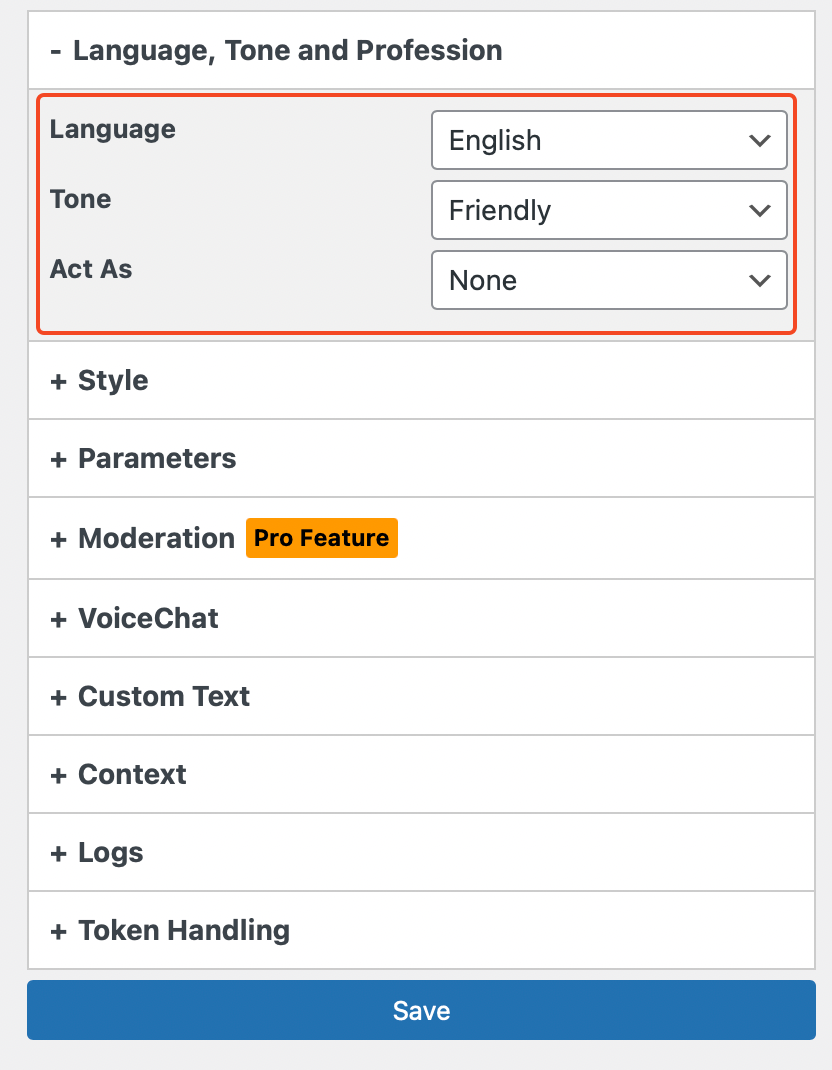 - Language, Tone and Profession
Language English
Tone Friendly
Act As None
+ Style
+ Parameters
+ Moderation Pro Feature
+ VoiceChat
+ Custom Text
+ Context
+ Logs
+ Token Handling
Save